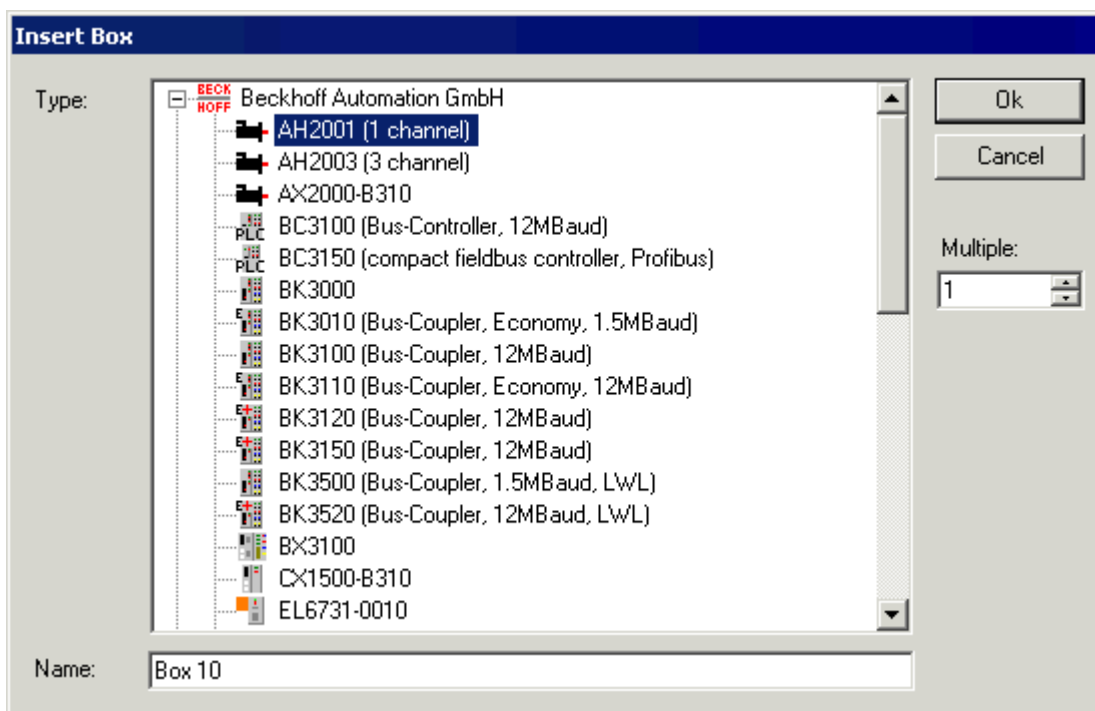 Insert Box
Type:
BECK
HOFF
Beckhoff Automation GmbH
AH2001 (1 channel)
AH2003 (3 channel)
AX2000-B310
PLC BC3100 (Bus-Controller, 12MBaud)
PLC BC3150 (compact fieldbus controller, Profibus)
BK3000
E BK3010 (Bus-Coupler, Economy, 1.5MBaud)
BK3100 (Bus-Coupler, 12MBaud)
E BK3110 (Bus-Coupler, Economy, 12MBaud)
E+ BK3120 (Bus-Coupler, 12MBaud)
E+ BK3150 (Bus-Coupler, 12MBaud)
BK3500 (Bus-Coupler, 1.5MBaud, LWL)
E+ BK3520 (Bus-Coupler, 12MBaud, LWL)
BX3100
CX1500-B310
EL6731-0010
Ok
Cancel
Multiple:
1
Name:
Box 10